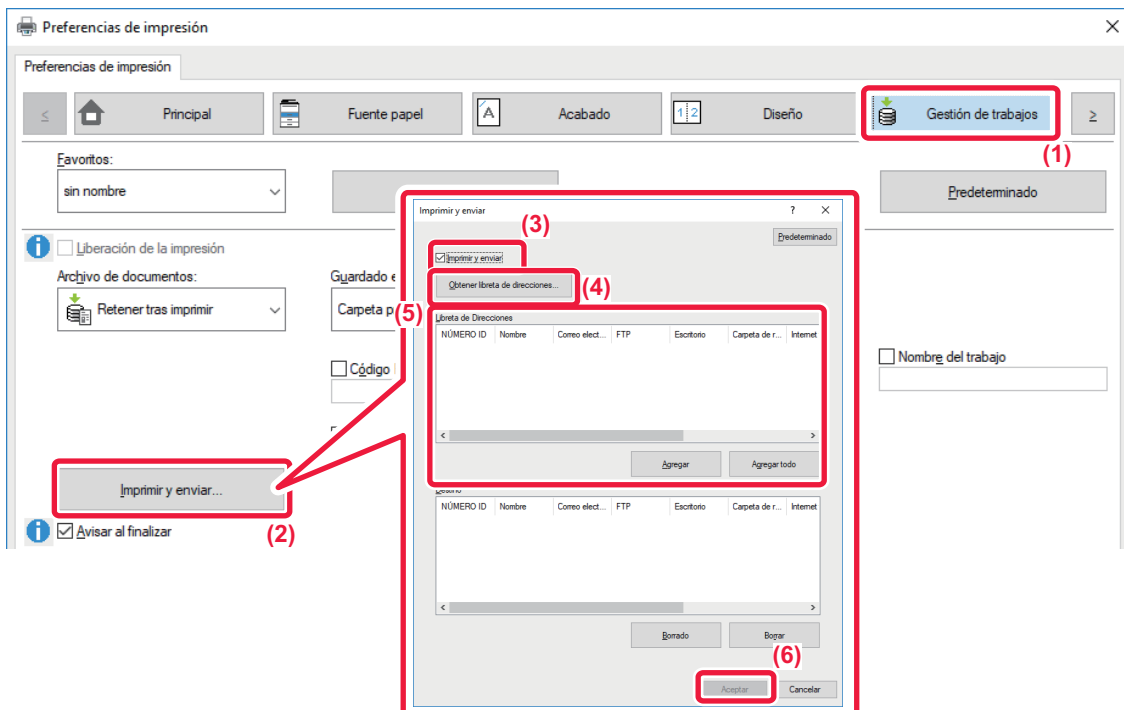 Preferencias de impresión
Preferencias de impresión
≤ Principal Fuente papel A Acabado 1 2 Diseño Gestión de trabajos ≥
(1)
Favoritos:
sin nombre
Predeterminado
Liberación de la impresión
Archivo de documentos:
Retener tras imprimir
Guardado e
Carpeta p
Código
Nombre del trabajo
Imprimir y enviar...
(2)
Avisar al finalizar
Imprimir y enviar ? ×
Predeterminado
(3)
Imprimir y enviar
Obtener libreta de direcciones...
(4)
(5)
Libreta de Direcciones
NÚMERO ID Nombre Correo elect... FTP Escritorio Carpeta de r... Internet
< >
Agregar Agregar todo
Destino
NÚMERO ID Nombre Correo elect... FTP Escritorio Carpeta de r... Internet
< >
Borrado Borrar
(6)
Aceptar Cancelar